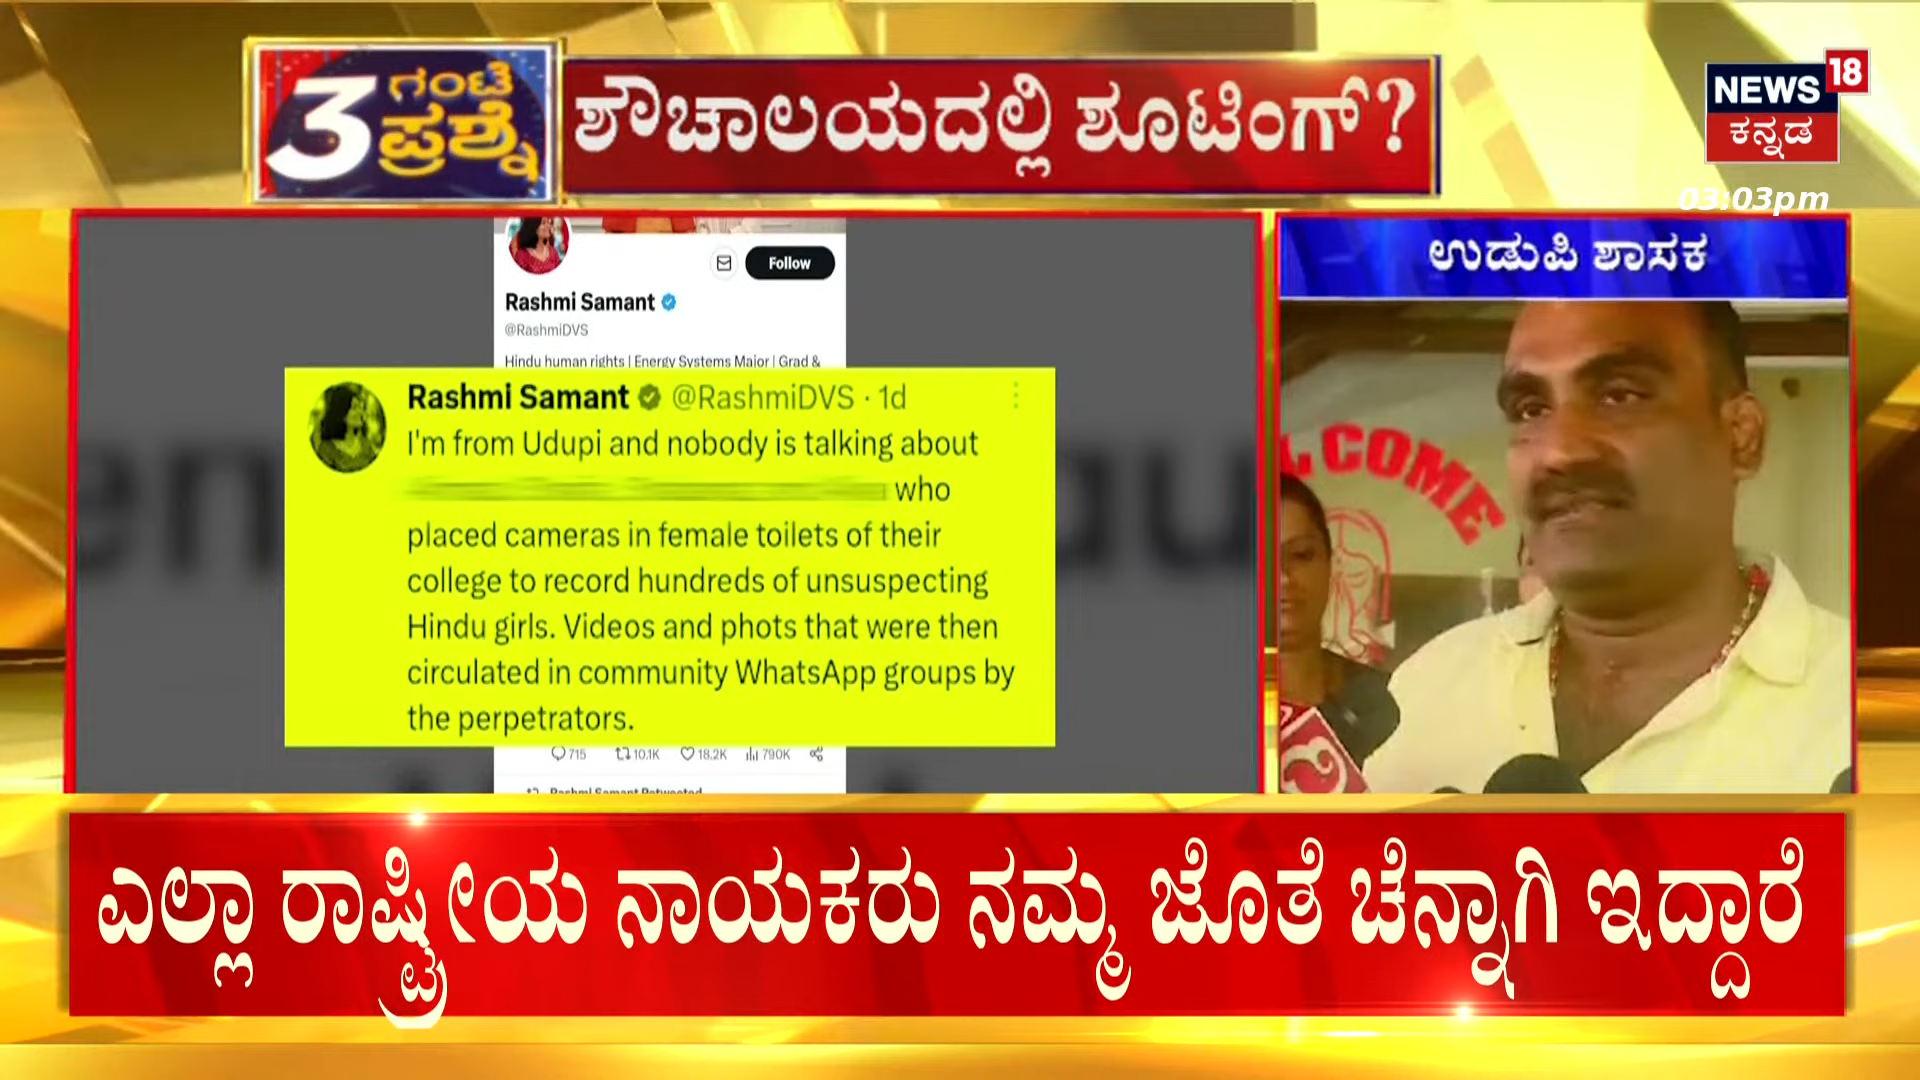 3 ಗಂಟೆ ಪ್ರಶ್ನೆ
ಶೌಚಾಲಯದಲ್ಲಿ ಶೂಟಿಂಗ್?
NEWS 18
ಕನ್ನಡ
03:03pm
Follow
Rashmi Samant
@RashmiDVS
Hindu human rights | Energy Systems Major | Grad &
Rashmi Samant @RashmiDVS · 1d
I'm from Udupi and nobody is talking about
who
placed cameras in female toilets of their
college to record hundreds of unsuspecting
Hindu girls. Videos and phots that were then
circulated in community WhatsApp groups by
the perpetrators.
715 10.1K 18.2K 790K
Rashmi Samant Retweeted
ಉಡುಪಿ ಶಾಸಕ
COME
ಎಲ್ಲಾ ರಾಷ್ಟ್ರೀಯ ನಾಯಕರು ನಮ್ಮ ಜೊತೆ ಚೆನ್ನಾಗಿ ಇದ್ದಾರೆ